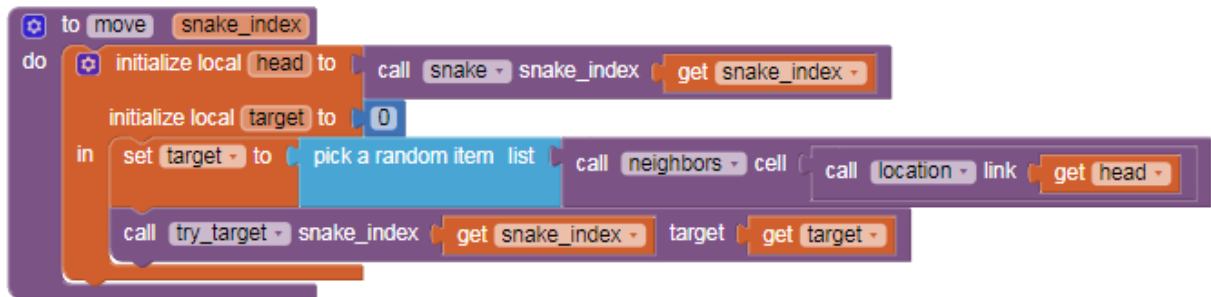 to move snake_index
do initialize local head to call snake snake_index get snake_index
initialize local target to 0
in set target to pick a random item list call neighbors cell call location link get head
call try_target snake_index get snake_index target get target